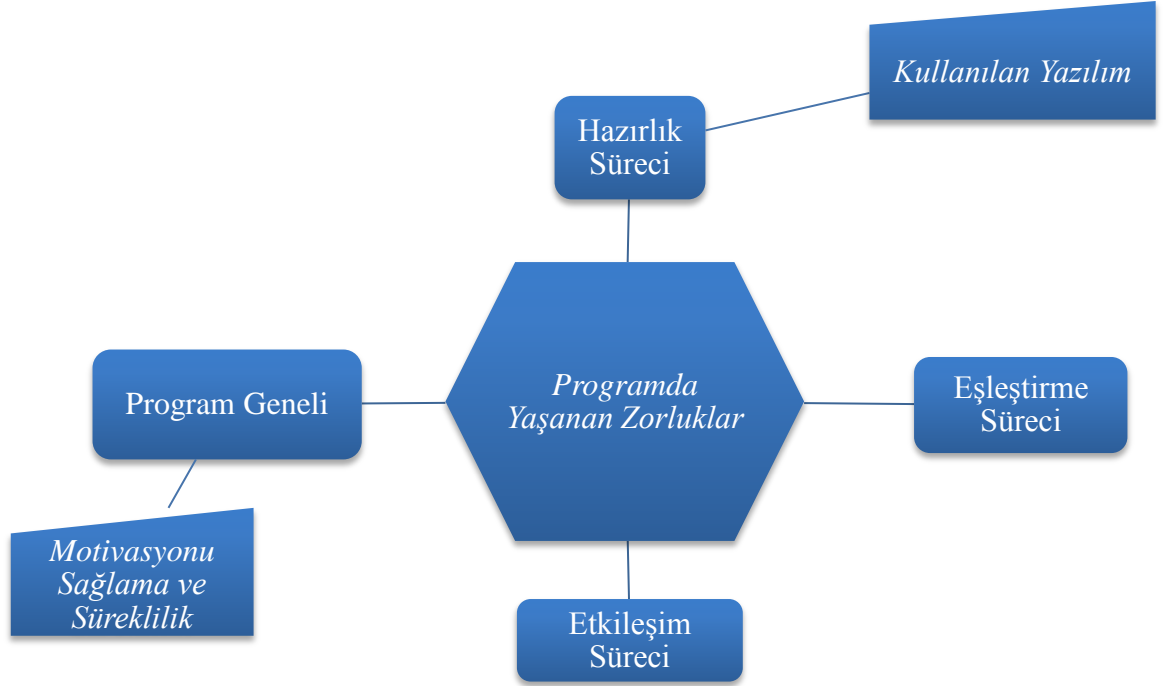 Kullanılan Yazılım
Hazırlık
Süreci
Programda
Yaşanan Zorluklar
Program Geneli
Eşleştirme
Süreci
Motivasyonu
Sağlama ve
Süreklilik
Etkileşim
Süreci